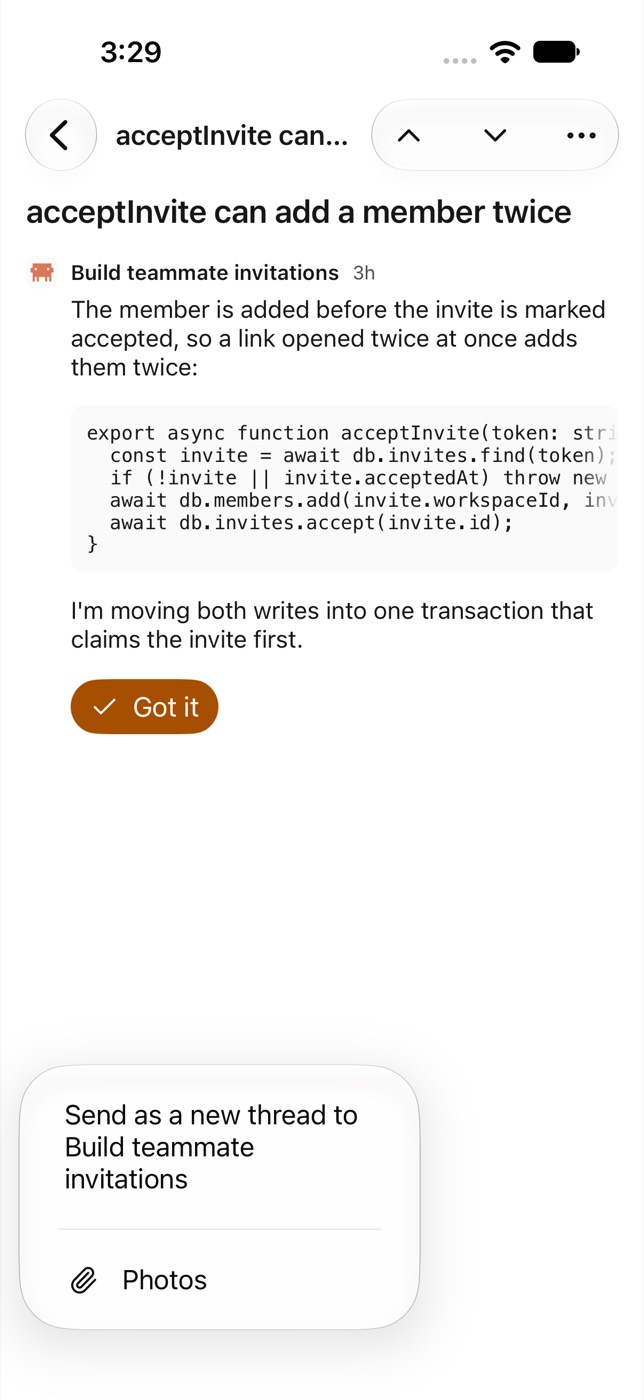 3:29
acceptInvite can...
acceptInvite can add a member twice
Build teammate invitations 3h
The member is added before the invite is marked
accepted, so a link opened twice at once adds
them twice:
export async function acceptInvite(token: stri
const invite = await db.invites.find(token);
if (!invite || invite.acceptedAt) throw new
await db.members.add(invite.workspaceId, inv
await db.invites.accept(invite.id);
}
I'm moving both writes into one transaction that
claims the invite first.
Got it
Send as a new thread to
Build teammate
invitations
Photos